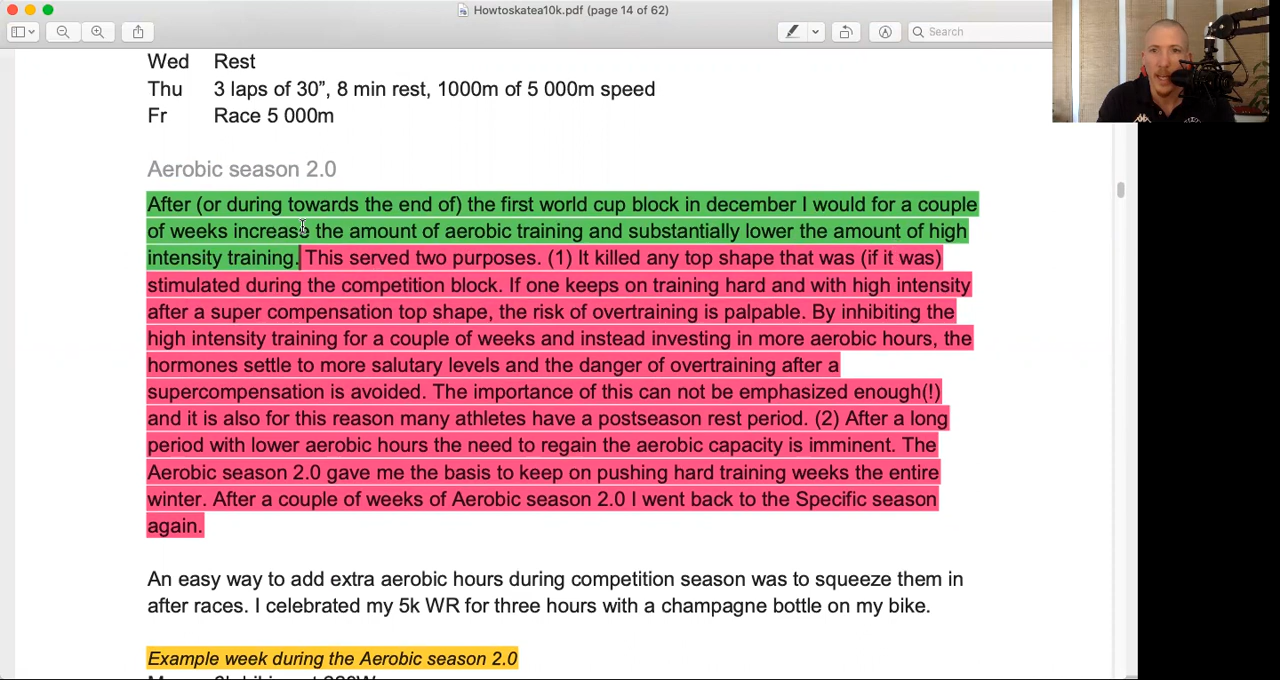 Howtoskatea10k.pdf (page 14 of 62)
Search
Wed Rest
Thu 3 laps of 30”, 8 min rest, 1000m of 5 000m speed
Fr Race 5 000m
Aerobic season 2.0
After (or during towards the end of) the first world cup block in december I would for a couple
of weeks increase the amount of aerobic training and substantially lower the amount of high
intensity training. This served two purposes. (1) It killed any top shape that was (if it was)
stimulated during the competition block. If one keeps on training hard and with high intensity
after a super compensation top shape, the risk of overtraining is palpable. By inhibiting the
high intensity training for a couple of weeks and instead investing in more aerobic hours, the
hormones settle to more salutary levels and the danger of overtraining after a
supercompensation is avoided. The importance of this can not be emphasized enough(!)
and it is also for this reason many athletes have a postseason rest period. (2) After a long
period with lower aerobic hours the need to regain the aerobic capacity is imminent. The
Aerobic season 2.0 gave me the basis to keep on pushing hard training weeks the entire
winter. After a couple of weeks of Aerobic season 2.0 I went back to the Specific season
again.
An easy way to add extra aerobic hours during competition season was to squeeze them in
after races. I celebrated my 5k WR for three hours with a champagne bottle on my bike.
Example week during the Aerobic season 2.0